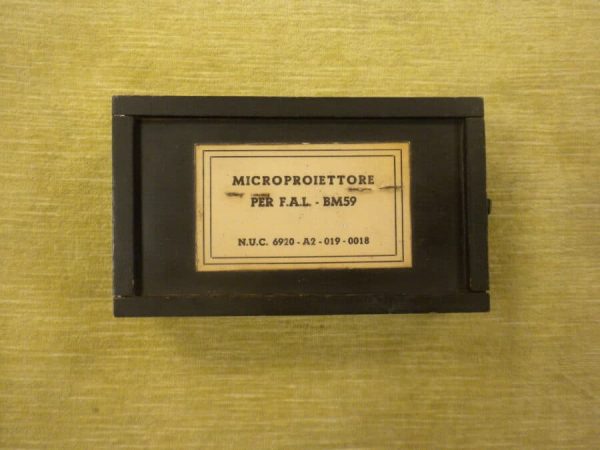 MICROPROIETTORE
PER F.A.L. - BM59
N.U.C. 6920 - A2 - 019 - 0018